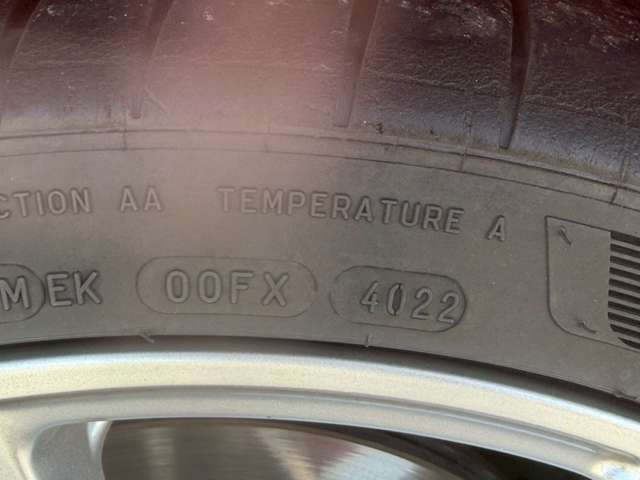 CTION AA TEMPERATURE A
M EK 00FX 4022